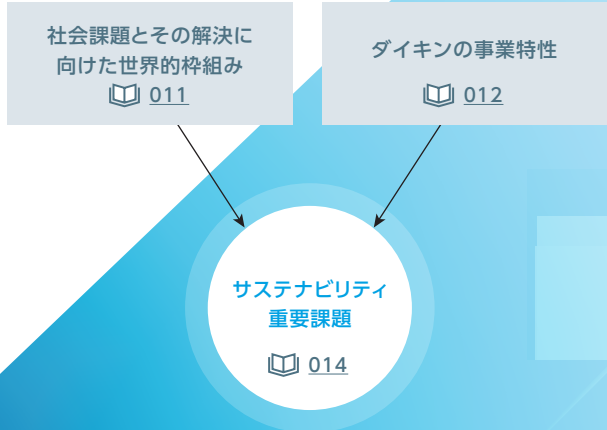 社会課題とその解決に
向けた世界的枠組み
011
ダイキンの事業特性
012
サステナビリティ
重要課題
014